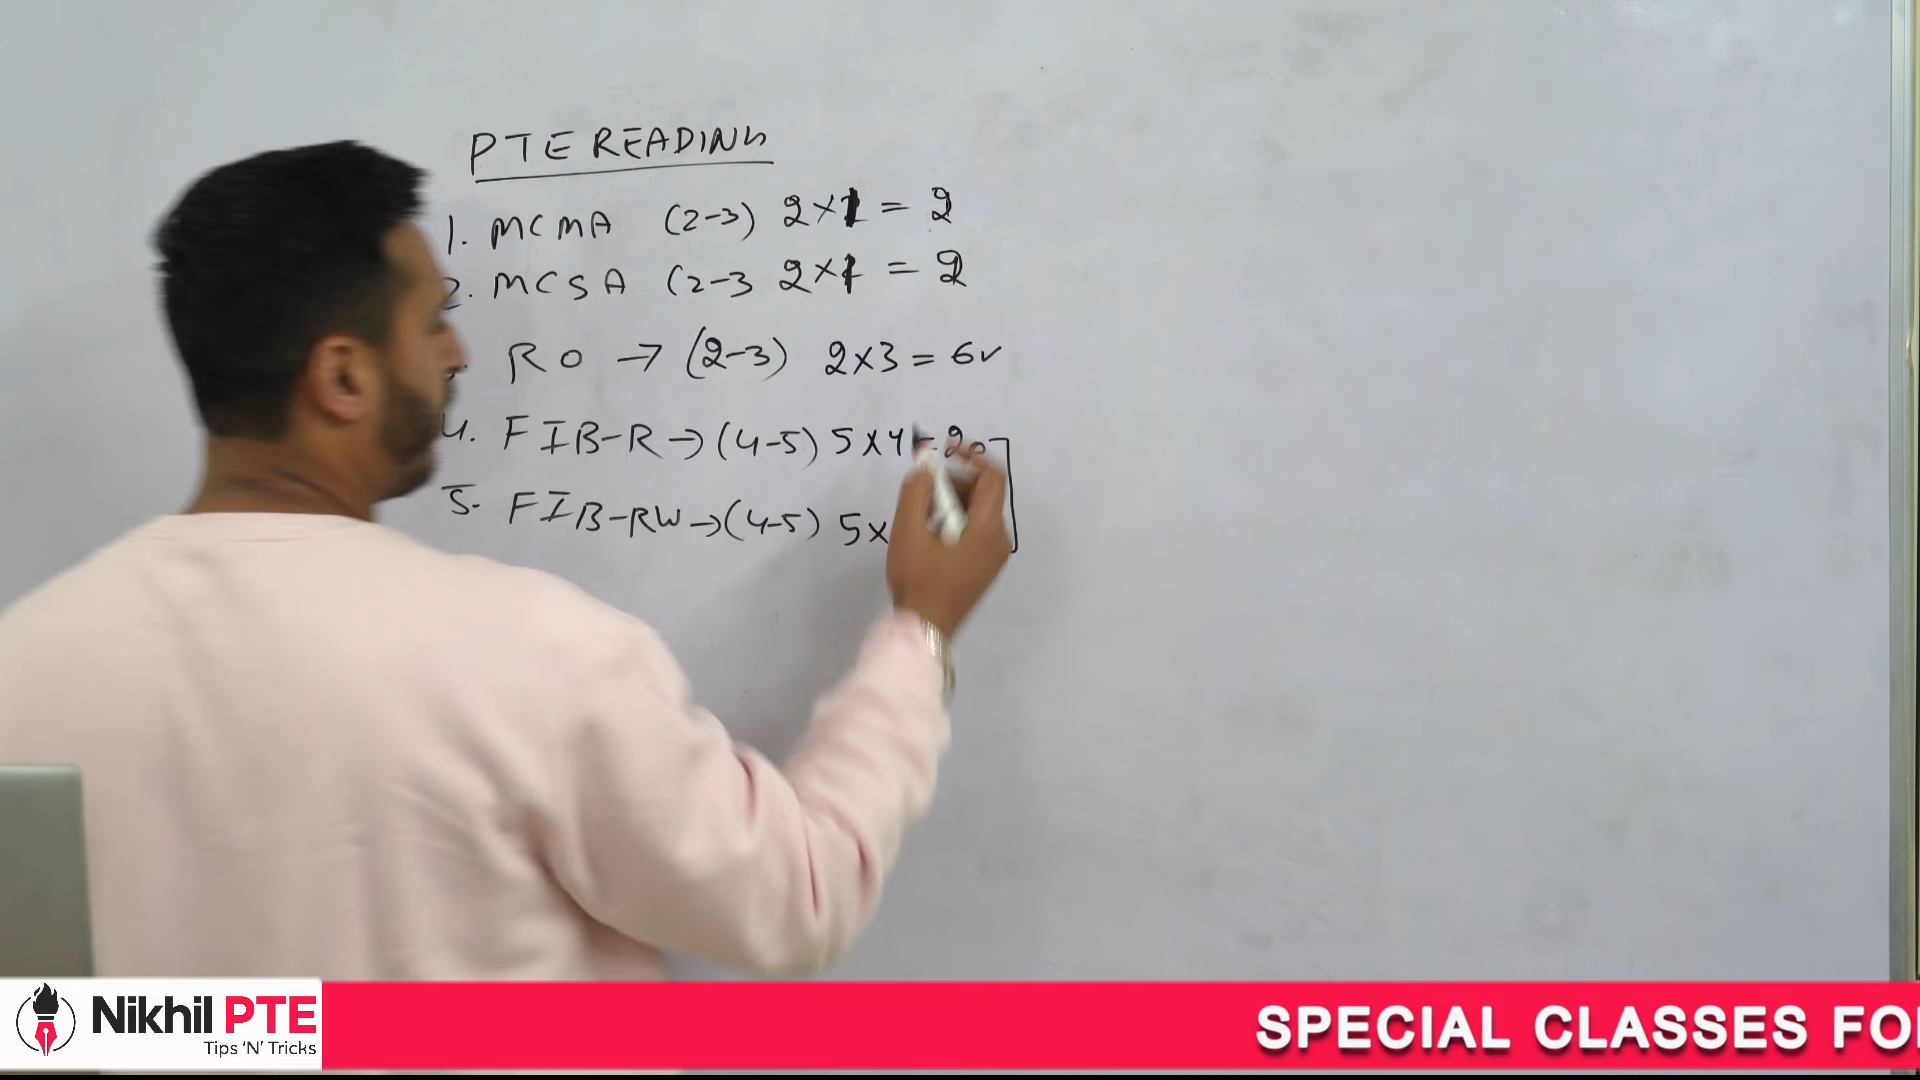 PTE READING
1. MCMA (2-3) 2×1 = 2
2. MCSA (2-3 2×1 = 2
RO → (2-3) 2×3 = 6✓
4. FIB-R → (4-5) 5×4 = 20
5. FIB-RW → (4-5) 5×
Nikhil PTE
Tips 'N' Tricks
SPECIAL CLASSES FO